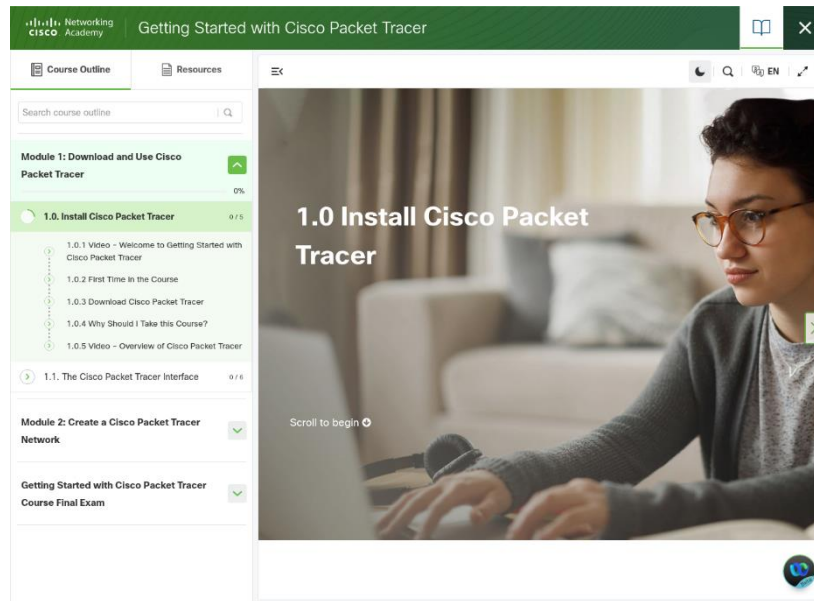 Networking
CISCO Academy
Getting Started with Cisco Packet Tracer
Course Outline
Resources
EN
Search course outline
Module 1: Download and Use Cisco
Packet Tracer
0%
1.0. Install Cisco Packet Tracer
0 / 5
1.0.1 Video – Welcome to Getting Started with
Cisco Packet Tracer
1.0.2 First Time in the Course
1.0.3 Download Cisco Packet Tracer
1.0.4 Why Should I Take this Course?
1.0.5 Video – Overview of Cisco Packet Tracer
1.1. The Cisco Packet Tracer Interface
0 / 6
Module 2: Create a Cisco Packet Tracer
Network
Getting Started with Cisco Packet Tracer
Course Final Exam
1.0 Install Cisco Packet
Tracer
Scroll to begin